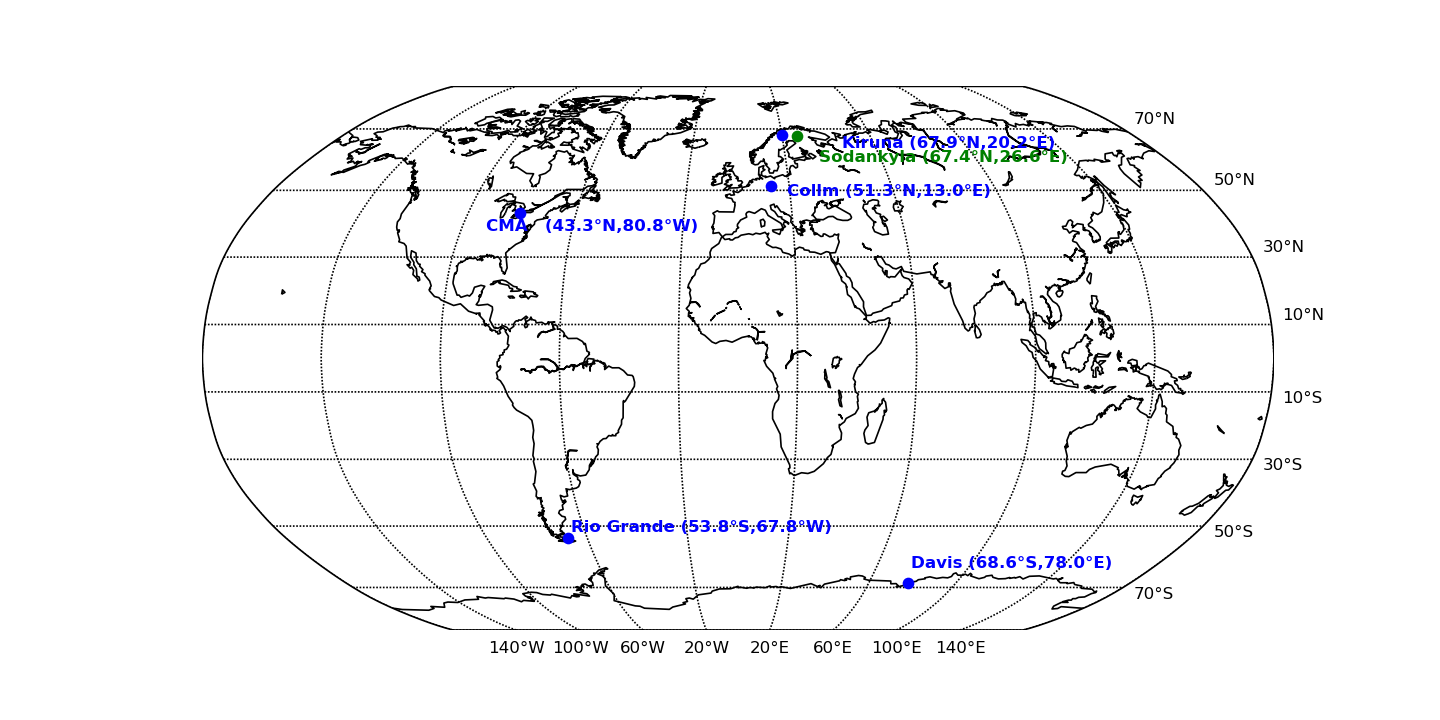 70°N
Kiruna (67.9°N,20.2°E)
Sodankyla (67.4°N,26.6°E)
50°N
Collm (51.3°N,13.0°E)
CMA (43.3°N,80.8°W)
30°N
10°N
10°S
30°S
Rio Grande (53.8°S,67.8°W)
50°S
Davis (68.6°S,78.0°E)
70°S
140°W 100°W 60°W 20°W 20°E 60°E 100°E 140°E